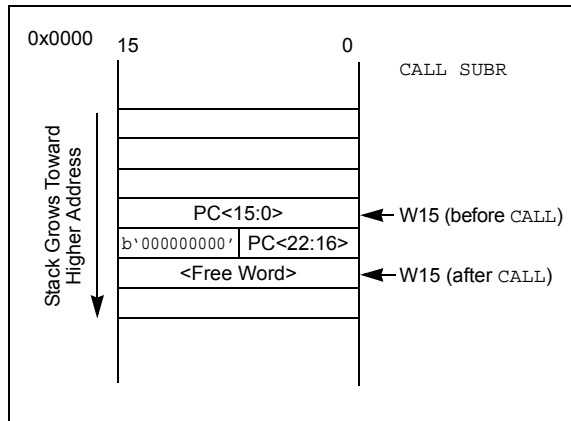 0x0000
15 0
CALL SUBR
Stack Grows Toward
Higher Address
PC<15:0>
W15 (before CALL)
b‘000000000’ PC<22:16>
<Free Word>
W15 (after CALL)